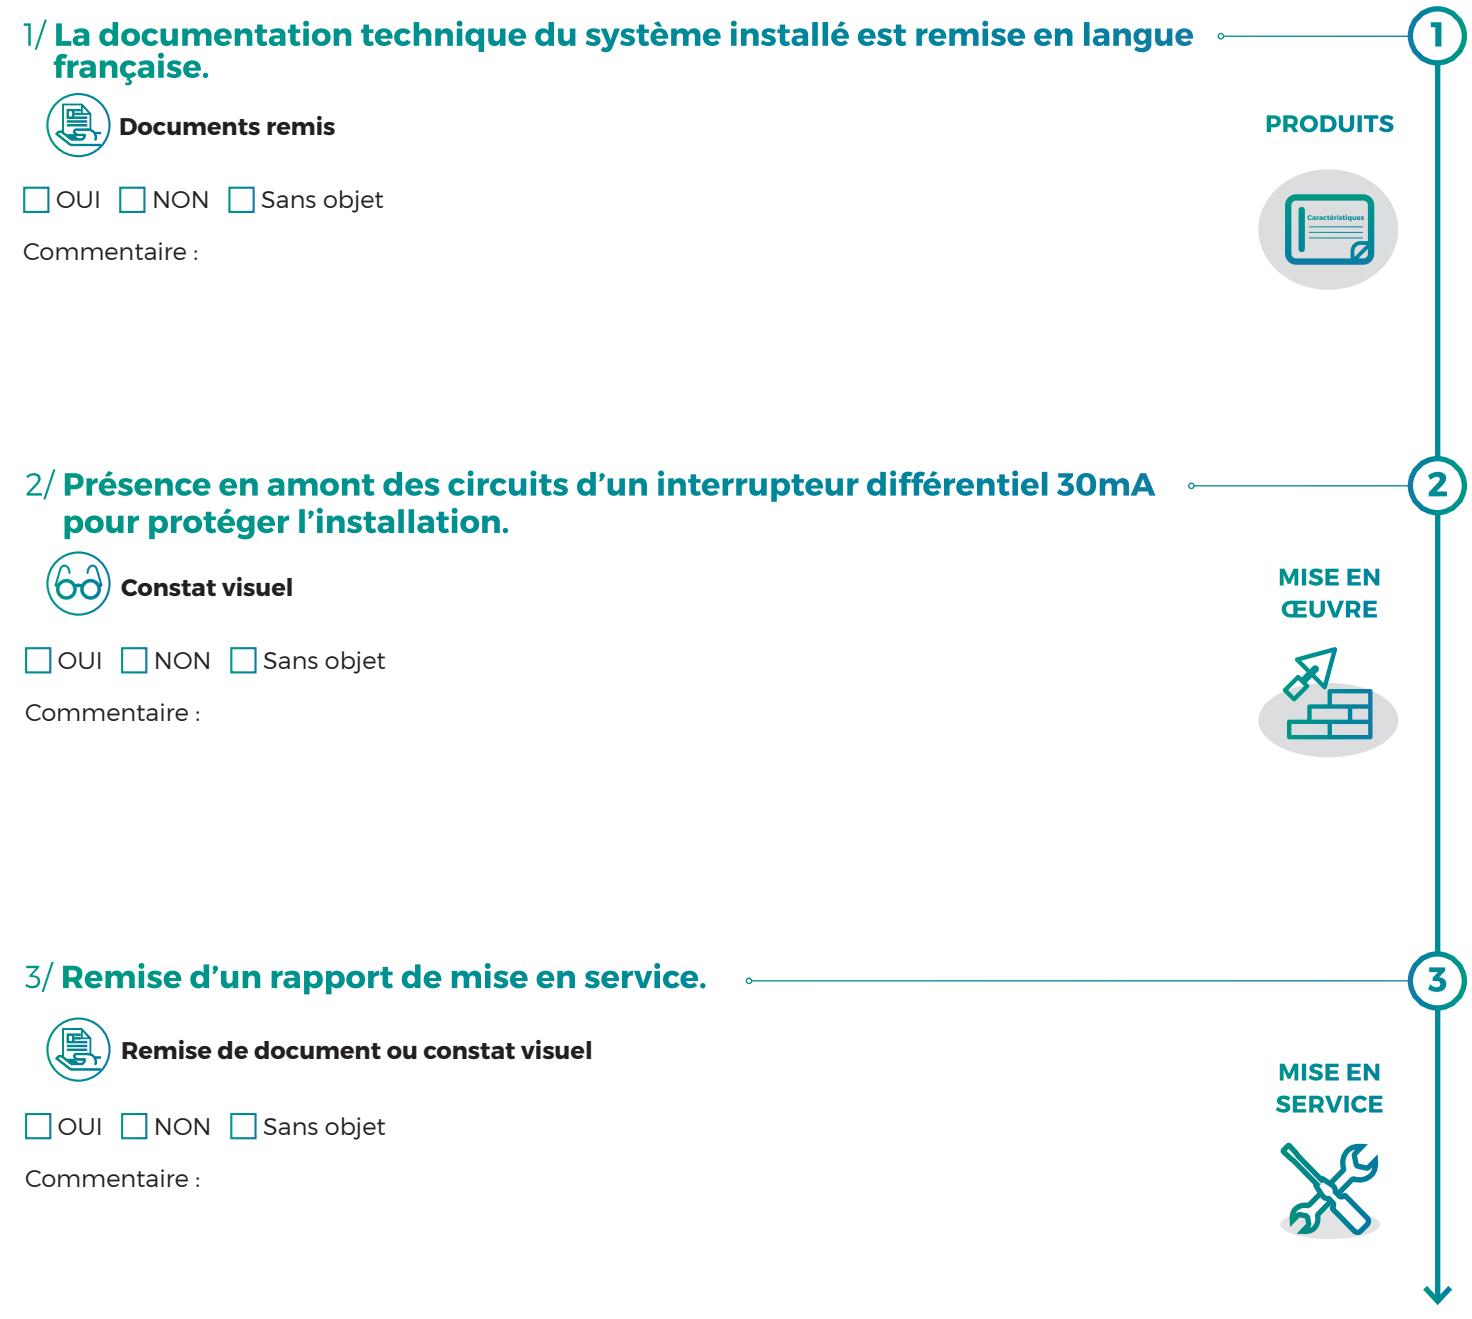 1/ La documentation technique du système installé est remise en langue
française.
1
Documents remis
PRODUITS
OUI NON Sans objet
Caractéristiques
Commentaire :
2/ Présence en amont des circuits d’un interrupteur différentiel 30mA
pour protéger l’installation.
2
Constat visuel
MISE EN
ŒUVRE
OUI NON Sans objet
Commentaire :
3/ Remise d’un rapport de mise en service.
3
Remise de document ou constat visuel
MISE EN
SERVICE
OUI NON Sans objet
Commentaire :